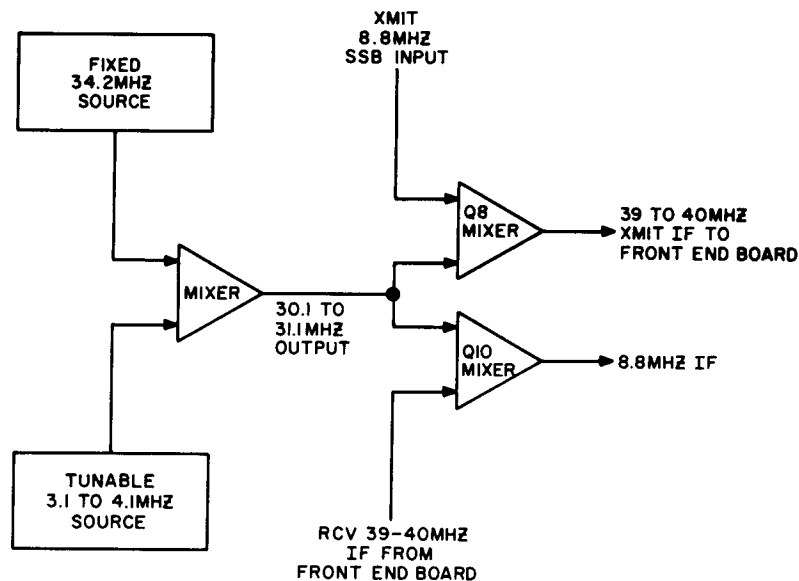 XMIT
8.8MHZ
SSB INPUT
FIXED
34.2MHZ
SOURCE
Q8
MIXER
39 TO 40MHZ
XMIT IF TO
FRONT END BOARD
MIXER
30.1 TO
31.1MHZ
OUTPUT
Q10
MIXER
8.8MHZ IF
TUNABLE
3.1 TO 4.1MHZ
SOURCE
RCV 39-40MHZ
IF FROM
FRONT END BOARD